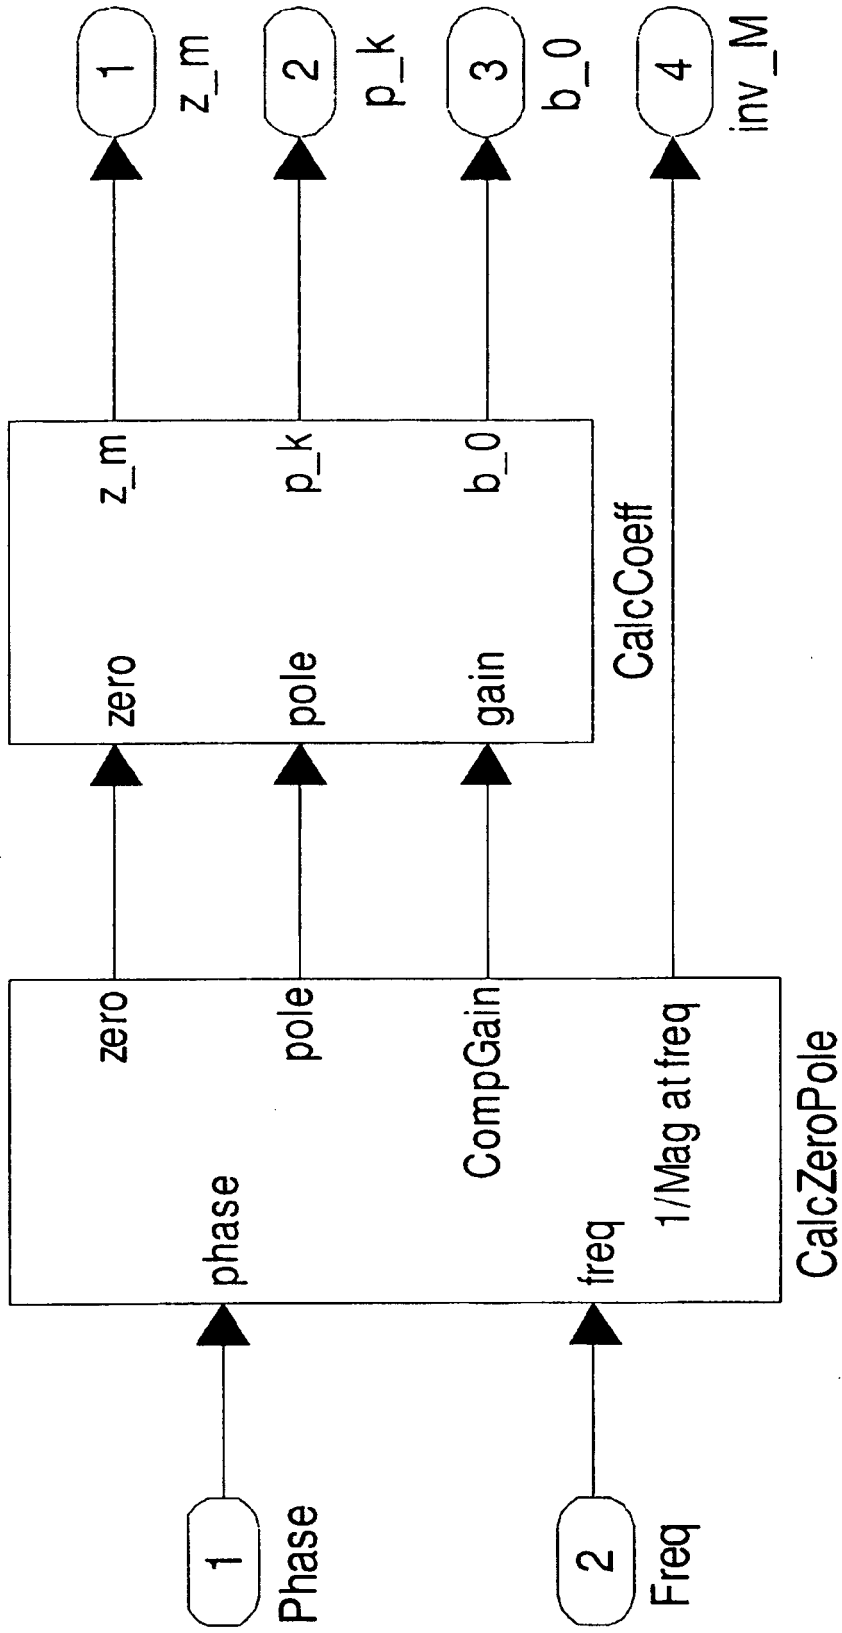 1
Phase
2
Freq
phase
freq
zero
pole
CompGain
1/Mag at freq
CalcZeroPole
zero
pole
gain
z_m
p_k
b_0
CalcCoeff
1
z_m
2
p_k
3
b_0
4
inv_M